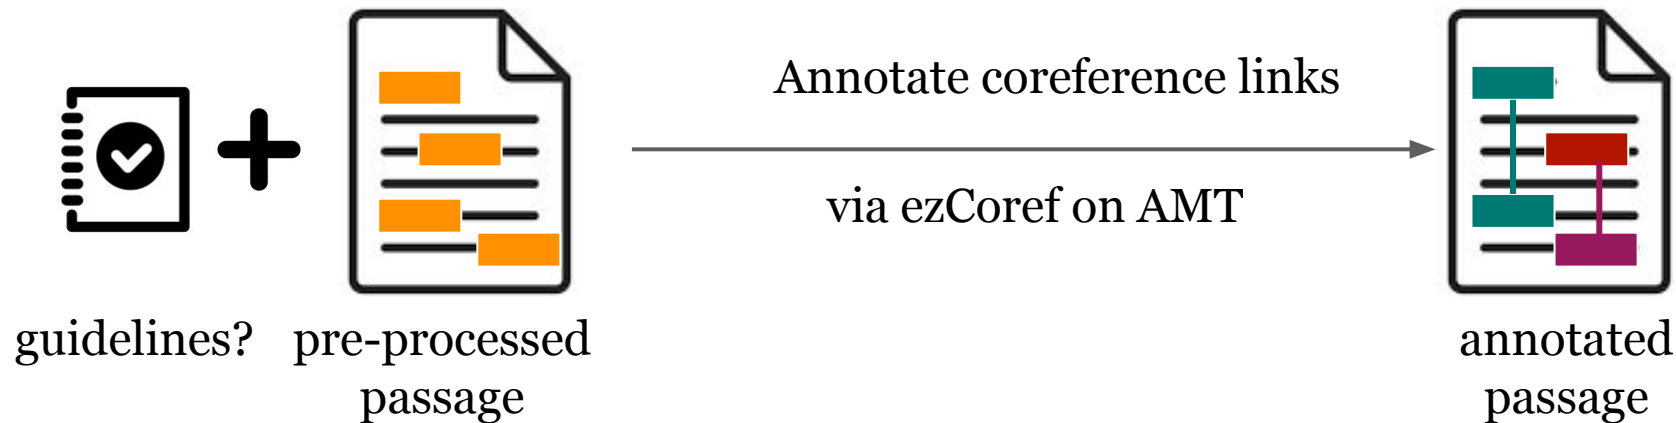 Annotate coreference links
via ezCoref on AMT
guidelines?
pre-processed
passage
annotated
passage